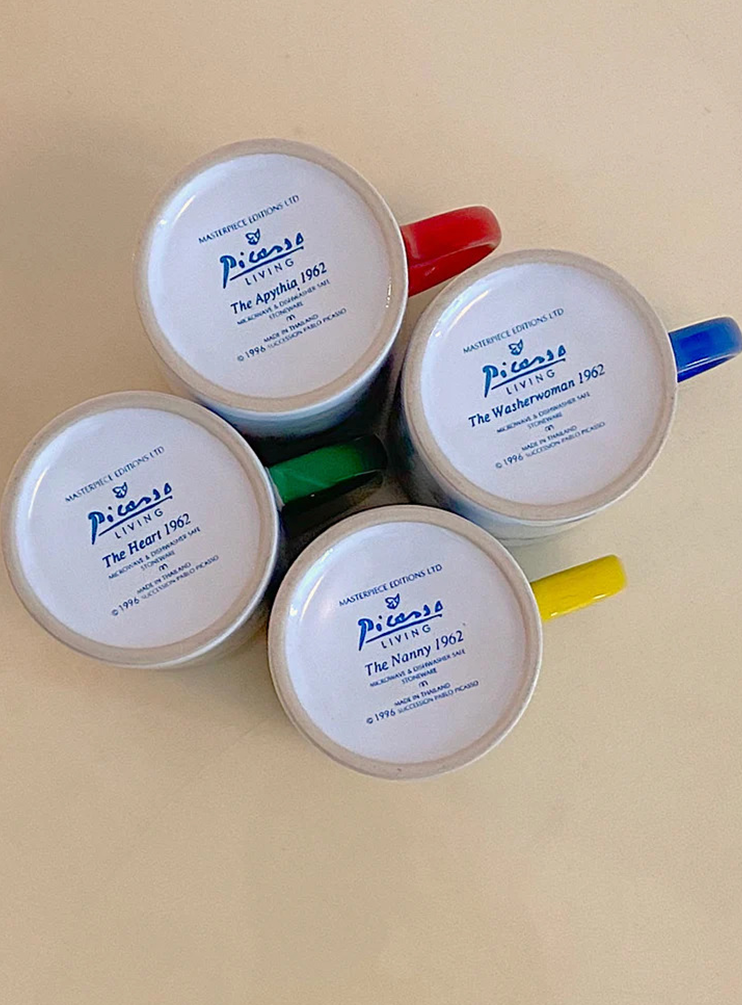 MASTERPIECE EDITIONS LTD
Picasso
LIVING
The Apythia 1962
MICROWAVE & DISHWASHER SAFE
STONEWARE
MADE IN THAILAND
© 1996 SUCCESSION PABLO PICASSO
MASTERPIECE EDITIONS LTD
Picasso
LIVING
The Washerwoman 1962
MICROWAVE & DISHWASHER SAFE
STONEWARE
MADE IN THAILAND
© 1996 SUCCESSION PABLO PICASSO
MASTERPIECE EDITIONS LTD
Picasso
LIVING
The Heart 1962
MICROWAVE & DISHWASHER SAFE
STONEWARE
MADE IN THAILAND
© 1996 SUCCESSION PABLO PICASSO
MASTERPIECE EDITIONS LTD
Picasso
LIVING
The Nanny 1962
MICROWAVE & DISHWASHER SAFE
STONEWARE
MADE IN THAILAND
© 1996 SUCCESSION PABLO PICASSO